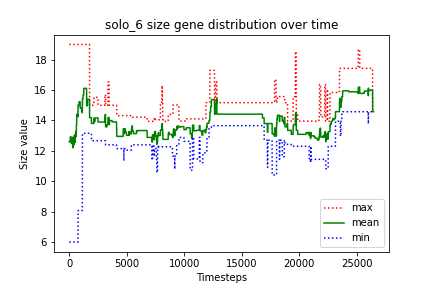 solo_6 size gene distribution over time
Size value
18
16
14
12
10
8
6
0 5000 10000 15000 20000 25000
Timesteps
max
mean
min